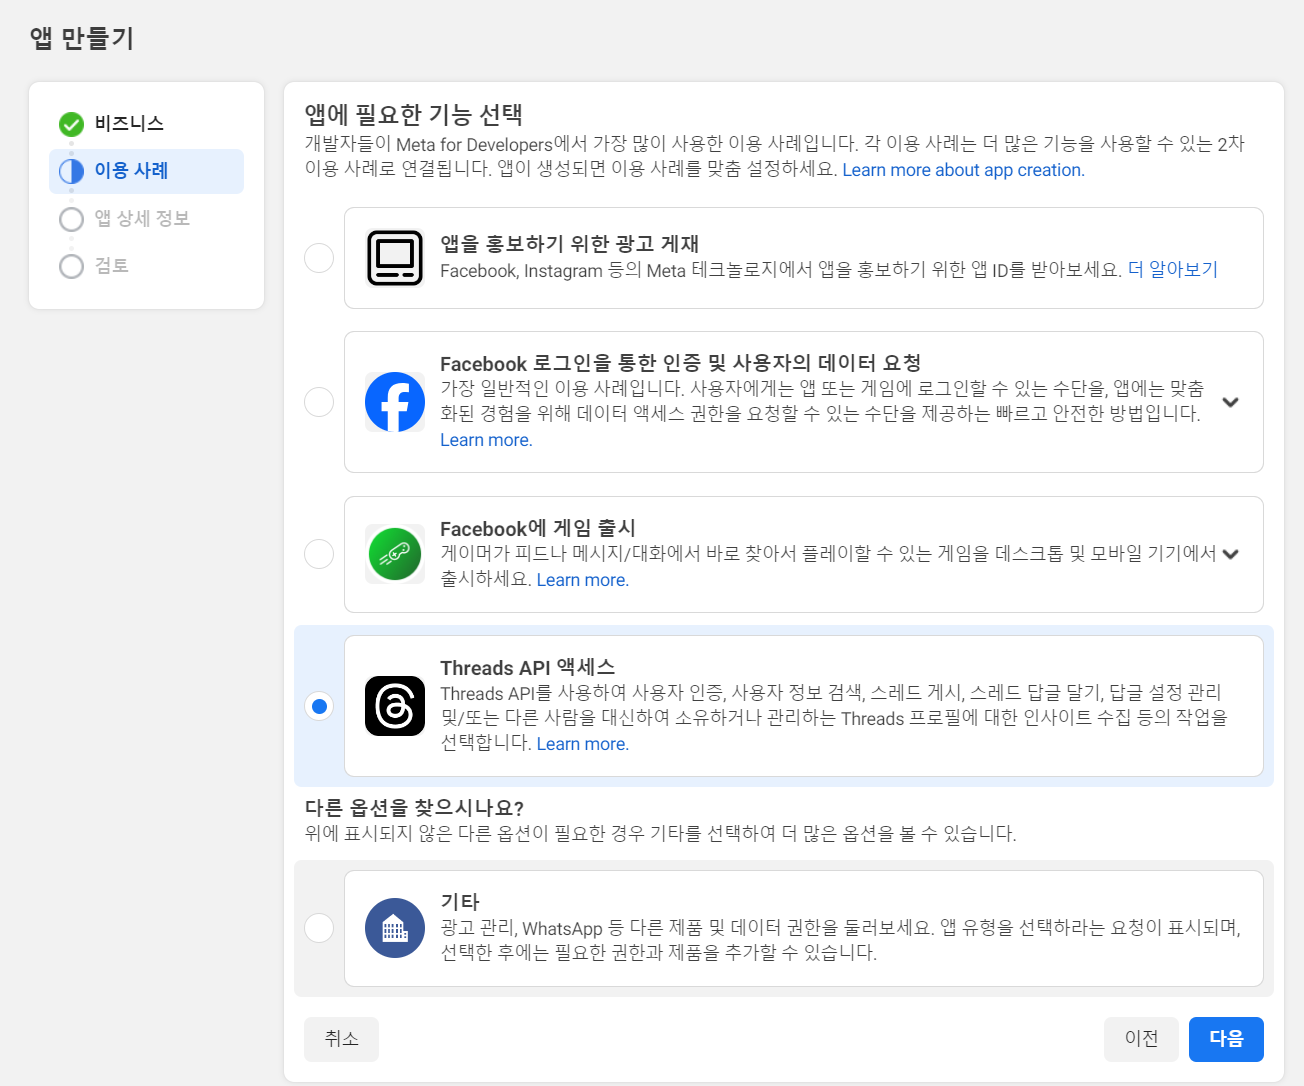 앱 만들기
비즈니스
이용 사례
앱 상세 정보
검토
앱에 필요한 기능 선택
개발자들이 Meta for Developers에서 가장 많이 사용한 이용 사례입니다. 각 이용 사례는 더 많은 기능을 사용할 수 있는 2차
이용 사례로 연결됩니다. 앱이 생성되면 이용 사례를 맞춤 설정하세요. Learn more about app creation.
앱을 홍보하기 위한 광고 게재
Facebook, Instagram 등의 Meta 테크놀로지에서 앱을 홍보하기 위한 앱 ID를 받아보세요. 더 알아보기
Facebook 로그인을 통한 인증 및 사용자의 데이터 요청
가장 일반적인 이용 사례입니다. 사용자에게는 앱 또는 게임에 로그인할 수 있는 수단을, 앱에는 맞춤
화된 경험을 위해 데이터 액세스 권한을 요청할 수 있는 수단을 제공하는 빠르고 안전한 방법입니다.
Learn more.
Facebook에 게임 출시
게이머가 피드나 메시지/대화에서 바로 찾아서 플레이할 수 있는 게임을 데스크톱 및 모바일 기기에서
출시하세요. Learn more.
Threads API 액세스
Threads API를 사용하여 사용자 인증, 사용자 정보 검색, 스레드 게시, 스레드 답글 달기, 답글 설정 관리
및/또는 다른 사람을 대신하여 소유하거나 관리하는 Threads 프로필에 대한 인사이트 수집 등의 작업을
선택합니다. Learn more.
다른 옵션을 찾으시나요?
위에 표시되지 않은 다른 옵션이 필요한 경우 기타를 선택하여 더 많은 옵션을 볼 수 있습니다.
기타
광고 관리, WhatsApp 등 다른 제품 및 데이터 권한을 둘러보세요. 앱 유형을 선택하라는 요청이 표시되며,
선택한 후에는 필요한 권한과 제품을 추가할 수 있습니다.
취소
이전
다음